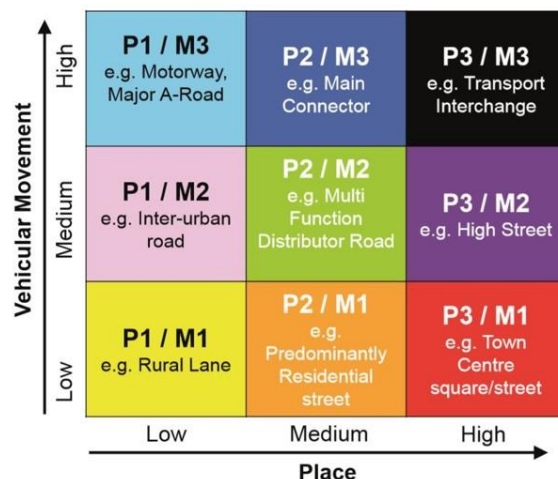 Vehicular Movement
High
P1 / M3
e.g. Motorway,
Major A-Road
P2 / M3
e.g. Main
Connector
P3 / M3
e.g. Transport
Interchange
Medium
P1 / M2
e.g. Inter-urban
road
P2 / M2
e.g. Multi
Function
Distributor Road
P3 / M2
e.g. High Street
Low
P1 / M1
e.g. Rural Lane
P2 / M1
e.g.
Predominantly
Residential
street
P3 / M1
e.g. Town
Centre
square/street
Low
Medium
High
Place